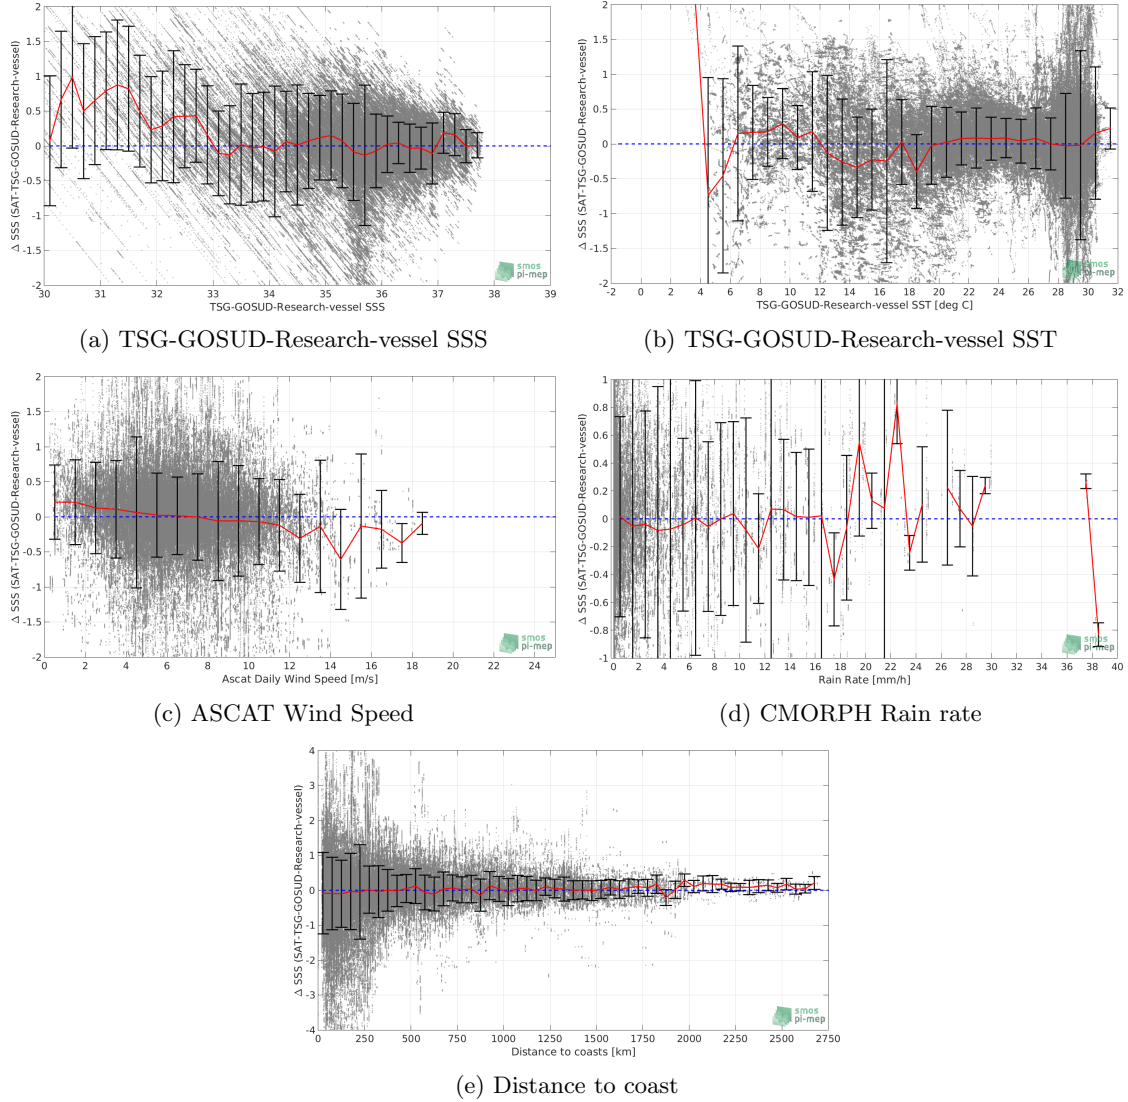 2
1.5
1
0.5
0
-0.5
-1
-1.5
-2
Δ SSS (SAT-TSG-GOSUD-Research-vessel)
30 31 32 33 34 35 36 37 38 39
TSG-GOSUD-Research-vessel SSS
smos
pi-mep
(a) TSG-GOSUD-Research-vessel SSS
2
1.5
1
0.5
0
-0.5
-1
-1.5
-2
Δ SSS (SAT-TSG-GOSUD-Research-vessel)
-2 0 2 4 6 8 10 12 14 16 18 20 22 24 26 28 30 32
TSG-GOSUD-Research-vessel SST [deg C]
smos
pi-mep
(b) TSG-GOSUD-Research-vessel SST
2
1.5
1
0.5
0
-0.5
-1
-1.5
-2
Δ SSS (SAT-TSG-GOSUD-Research-vessel)
0 2 4 6 8 10 12 14 16 18 20 22 24
Ascat Daily Wind Speed [m/s]
smos
pi-mep
(c) ASCAT Wind Speed
1
0.8
0.6
0.4
0.2
0
-0.2
-0.4
-0.6
-0.8
-1
Δ SSS (SAT-TSG-GOSUD-Research-vessel)
0 2 4 6 8 10 12 14 16 18 20 22 24 26 28 30 32 34 36 38 40
Rain Rate [mm/h]
smos
pi-mep
(d) CMORPH Rain rate
4
3
2
1
0
-1
-2
-3
-4
Δ SSS (SAT-TSG-GOSUD-Research-vessel)
0 250 500 750 1000 1250 1500 1750 2000 2250 2500 2750
Distance to coasts [km]
smos
pi-mep
(e) Distance to coast